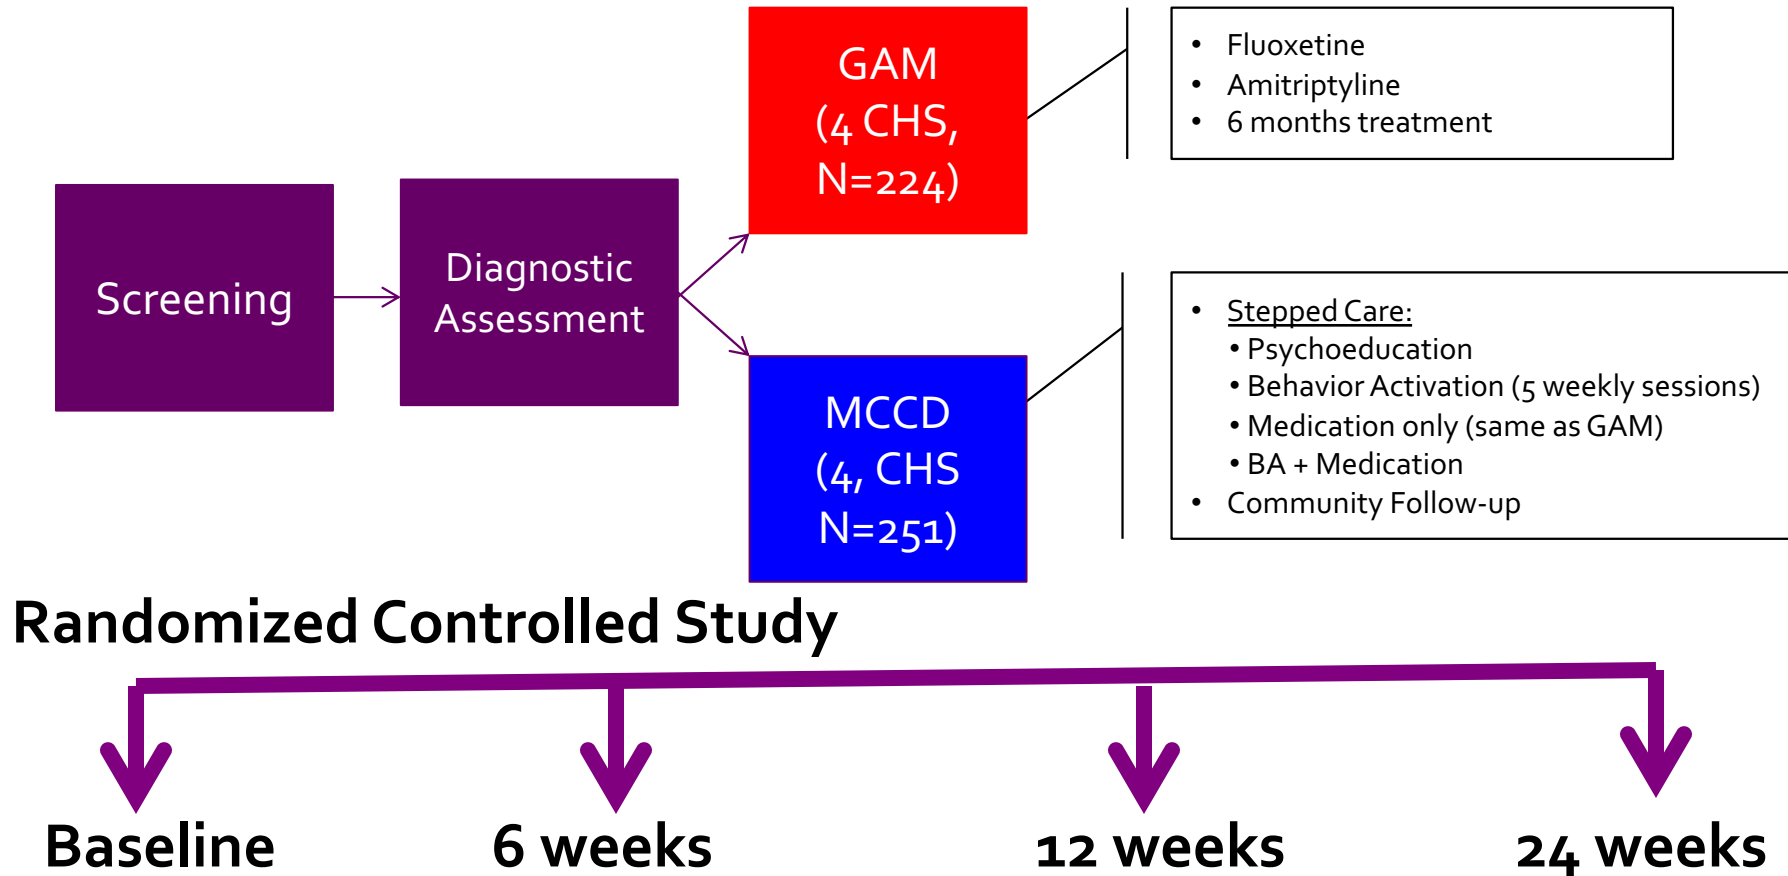 Screening
Diagnostic
Assessment
GAM
(4 CHS,
N=224)
• Fluoxetine
• Amitriptyline
• 6 months treatment
MCCD
(4, CHS
N=251)
• Stepped Care:
• Psychoeducation
• Behavior Activation (5 weekly sessions)
• Medication only (same as GAM)
• BA + Medication
• Community Follow-up
Randomized Controlled Study
Baseline
6 weeks
12 weeks
24 weeks